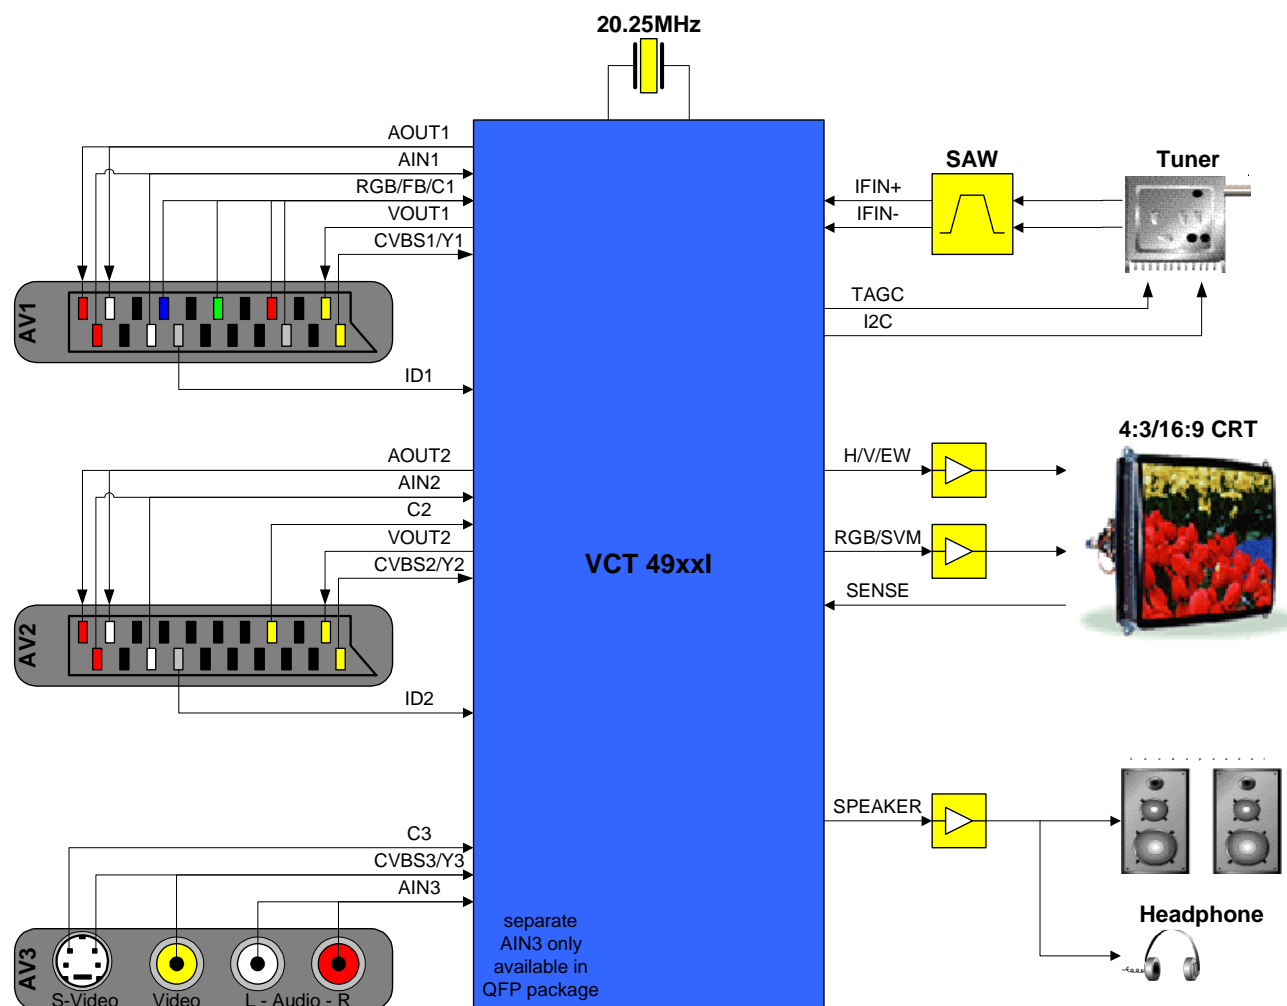 20.25MHz
AOUT1
AIN1
RGB/FB/C1
VOUT1
CVBS1/Y1
AV1
ID1
AOUT2
AIN2
C2
VOUT2
CVBS2/Y2
AV2
ID2
C3
CVBS3/Y3
AIN3
AV3
S-Video
Video
L - Audio - R
VCT 49xxI
separate
AIN3 only
available in
QFP package
SAW
Tuner
IFIN+
IFIN-
TAGC
I2C
4:3/16:9 CRT
H/V/EW
RGB/SVM
SENSE
SPEAKER
Headphone